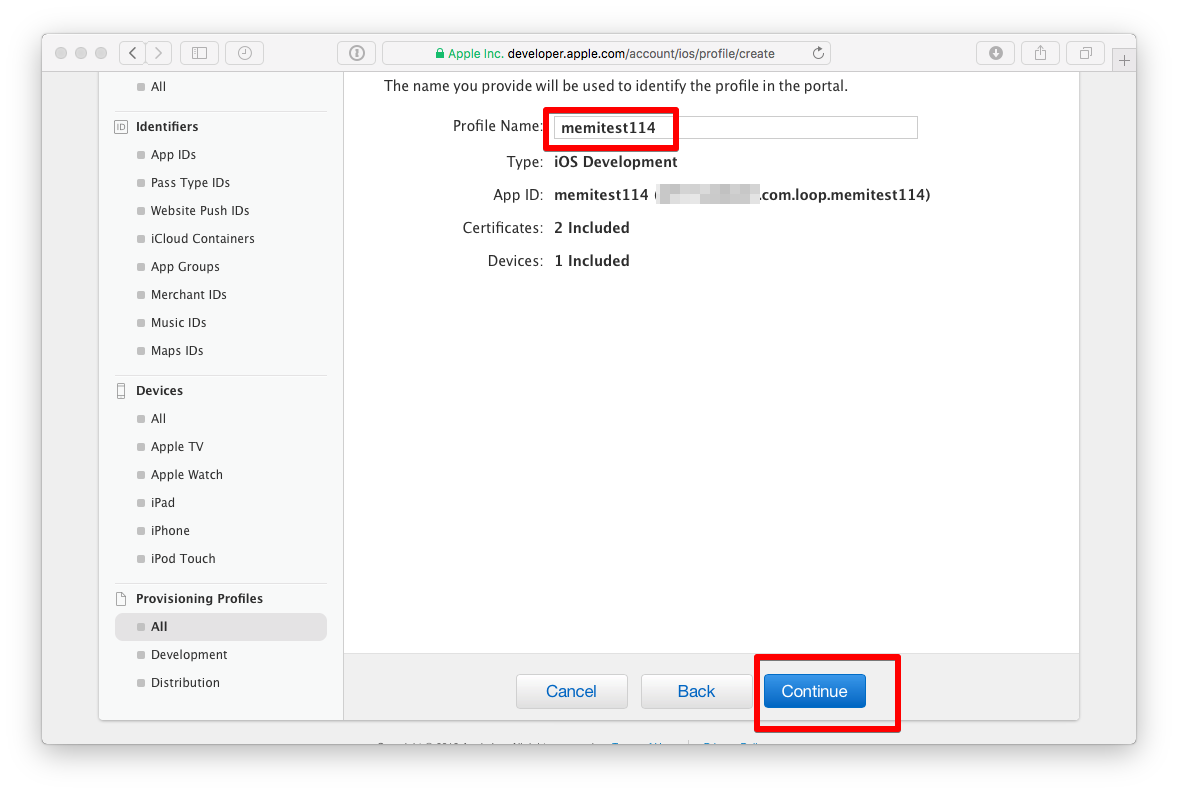 Apple Inc. developer.apple.com/account/ios/profile/create
All
Identifiers
App IDs
Pass Type IDs
Website Push IDs
iCloud Containers
App Groups
Merchant IDs
Music IDs
Maps IDs
Devices
All
Apple TV
Apple Watch
iPad
iPhone
iPod Touch
Provisioning Profiles
All
Development
Distribution
The name you provide will be used to identify the profile in the portal.
Profile Name: memitest114
Type: iOS Development
App ID: memitest114 ( .com.loop.memitest114)
Certificates: 2 Included
Devices: 1 Included
Cancel Back Continue